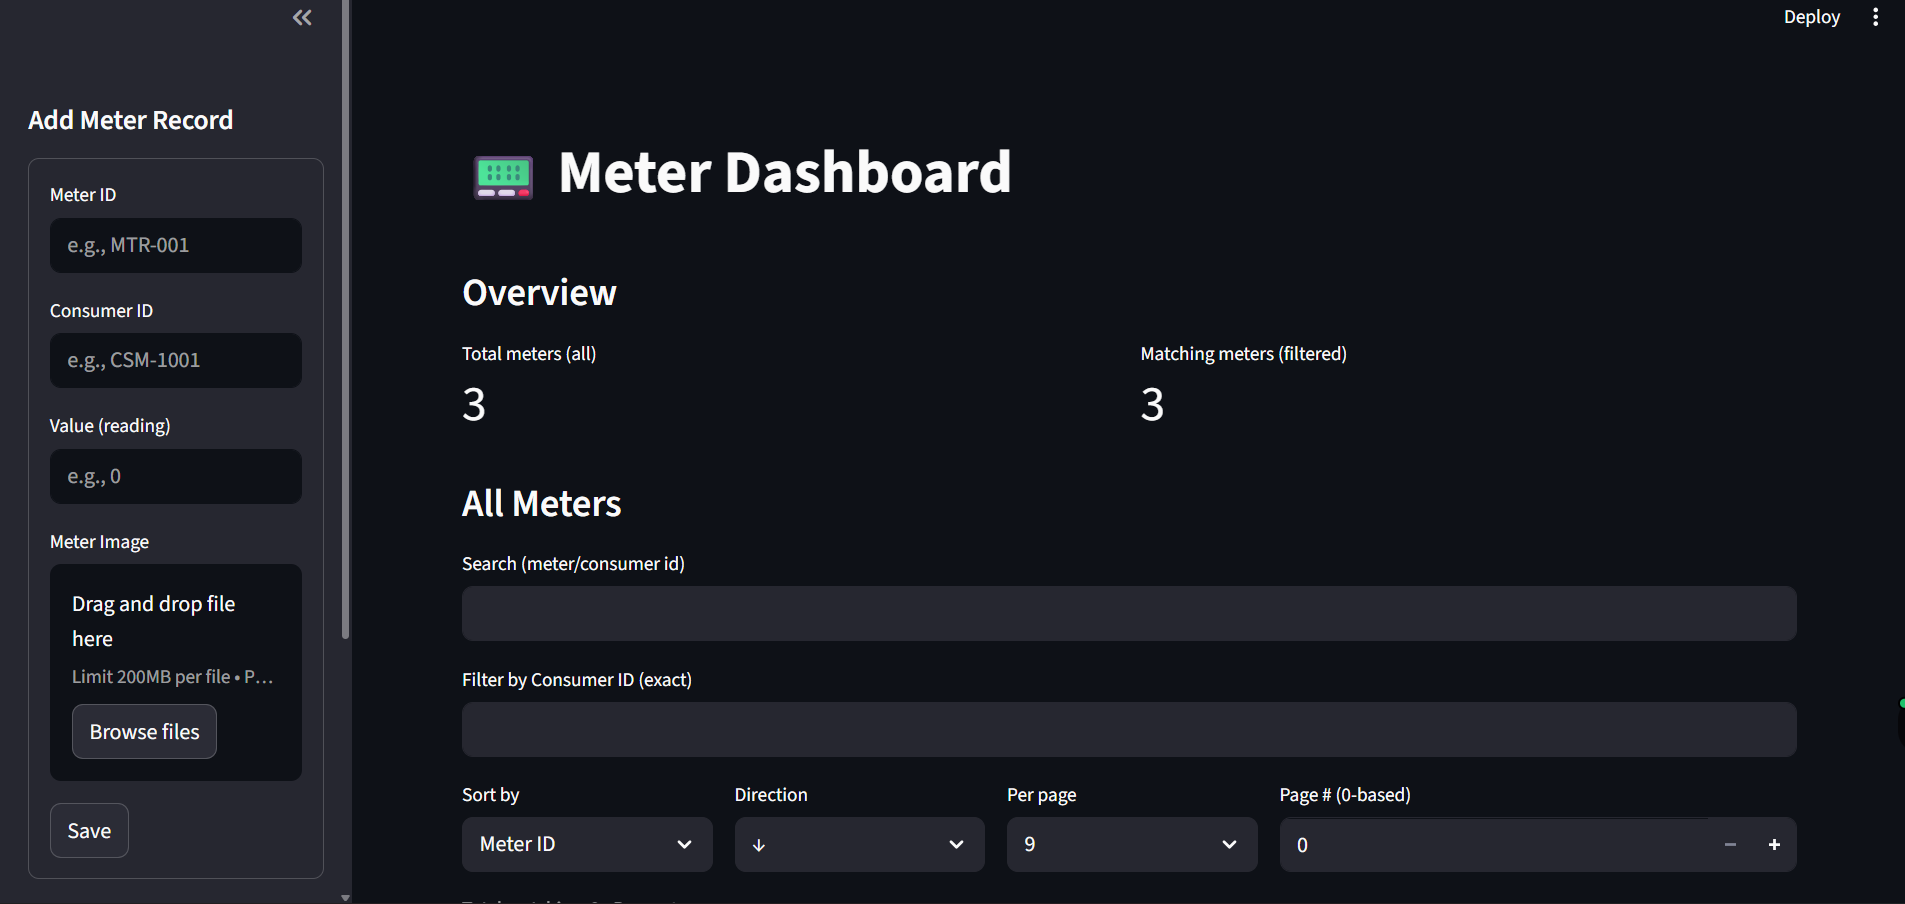 Deploy
Add Meter Record
Meter ID
e.g., MTR-001
Consumer ID
e.g., CSM-1001
Value (reading)
e.g., 0
Meter Image
Drag and drop file
here
Limit 200MB per file • P...
Browse files
Save
Meter Dashboard
Overview
Total meters (all)
Matching meters (filtered)
3
3
All Meters
Search (meter/consumer id)
Filter by Consumer ID (exact)
Sort by
Direction
Per page
Page # (0-based)
Meter ID
↓
9
0